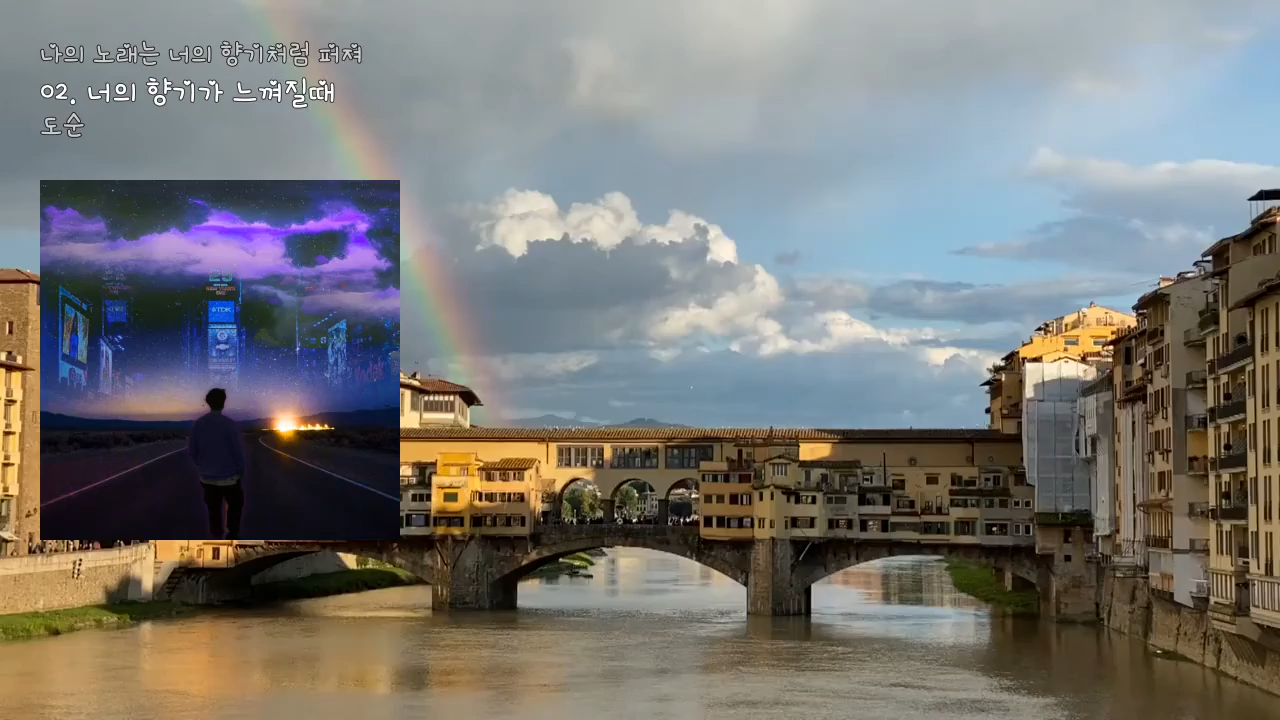 나의 노래는 너의 향기처럼 퍼져
02. 너의 향기가 느껴질때
도순
TDK